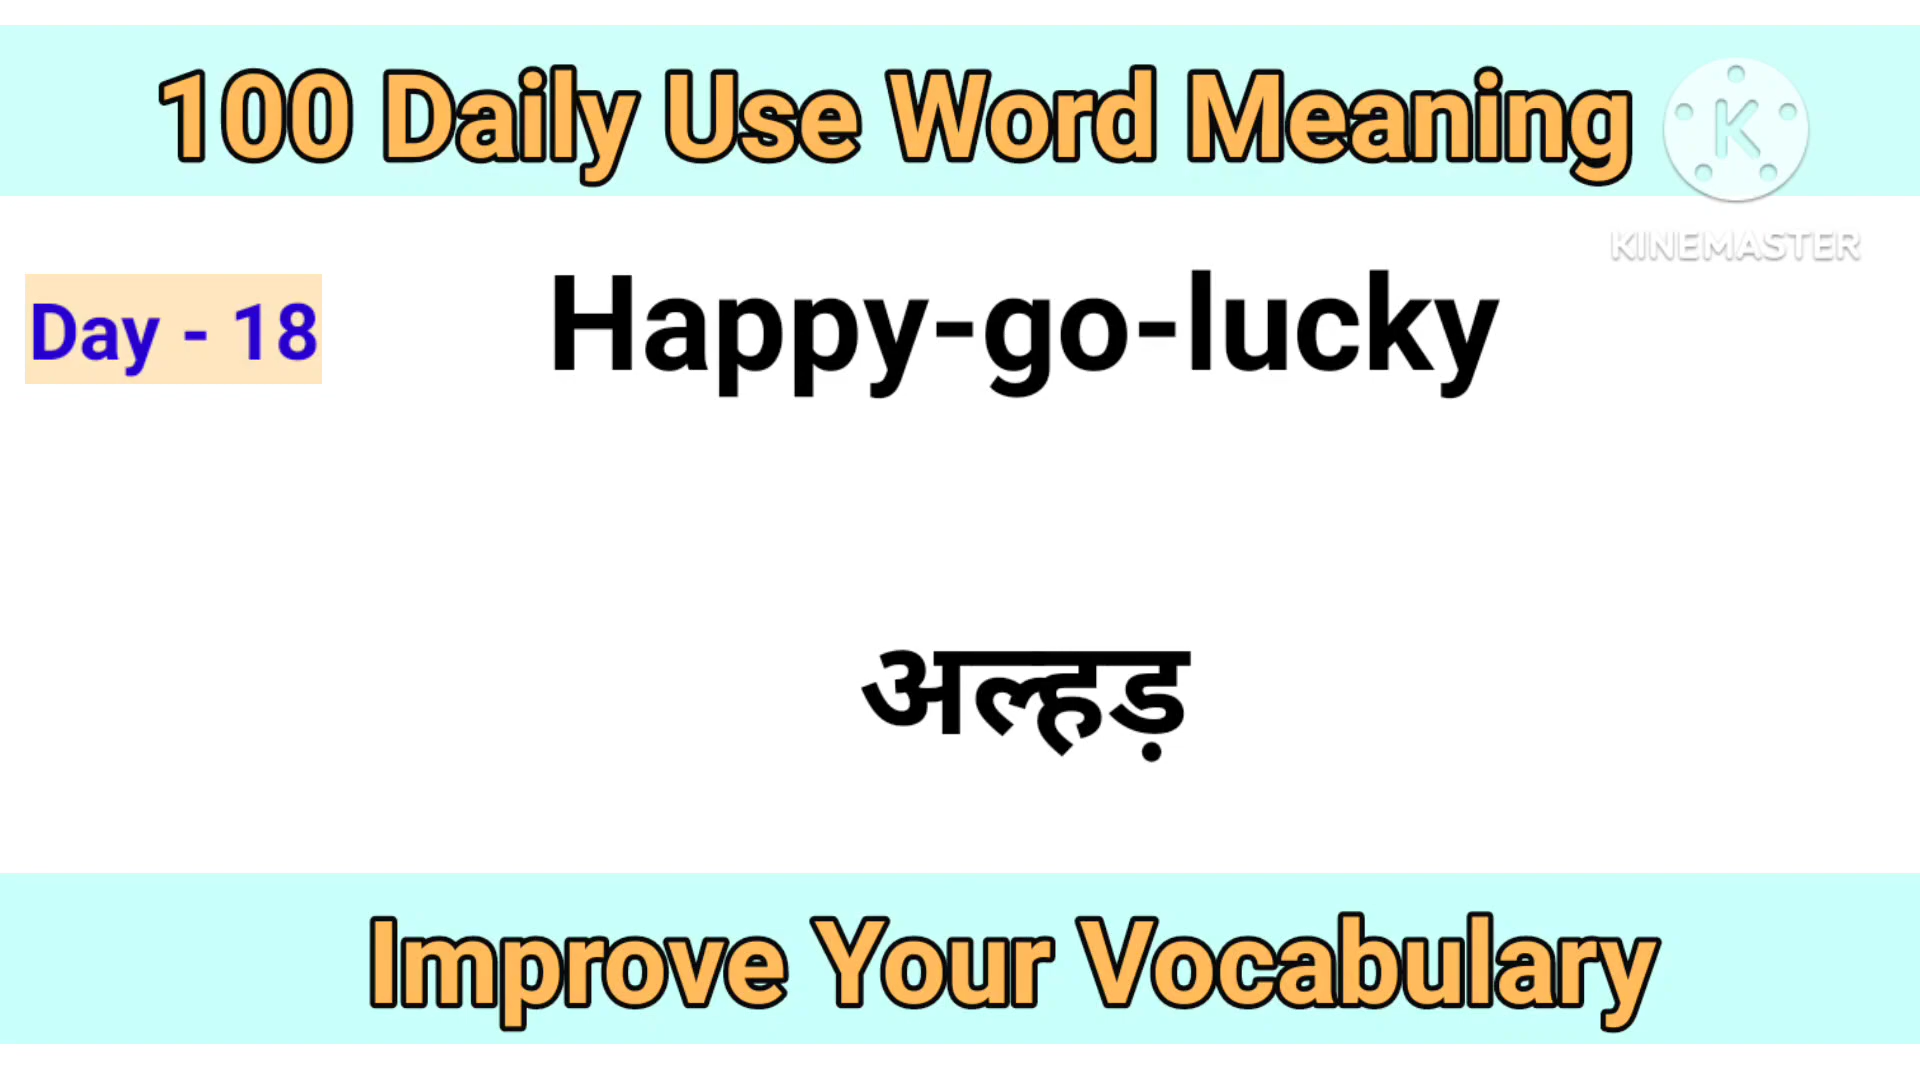 100 Daily Use Word Meaning
K
KINEMASTER
Day - 18
Happy-go-lucky
अल्हड़
Improve Your Vocabulary